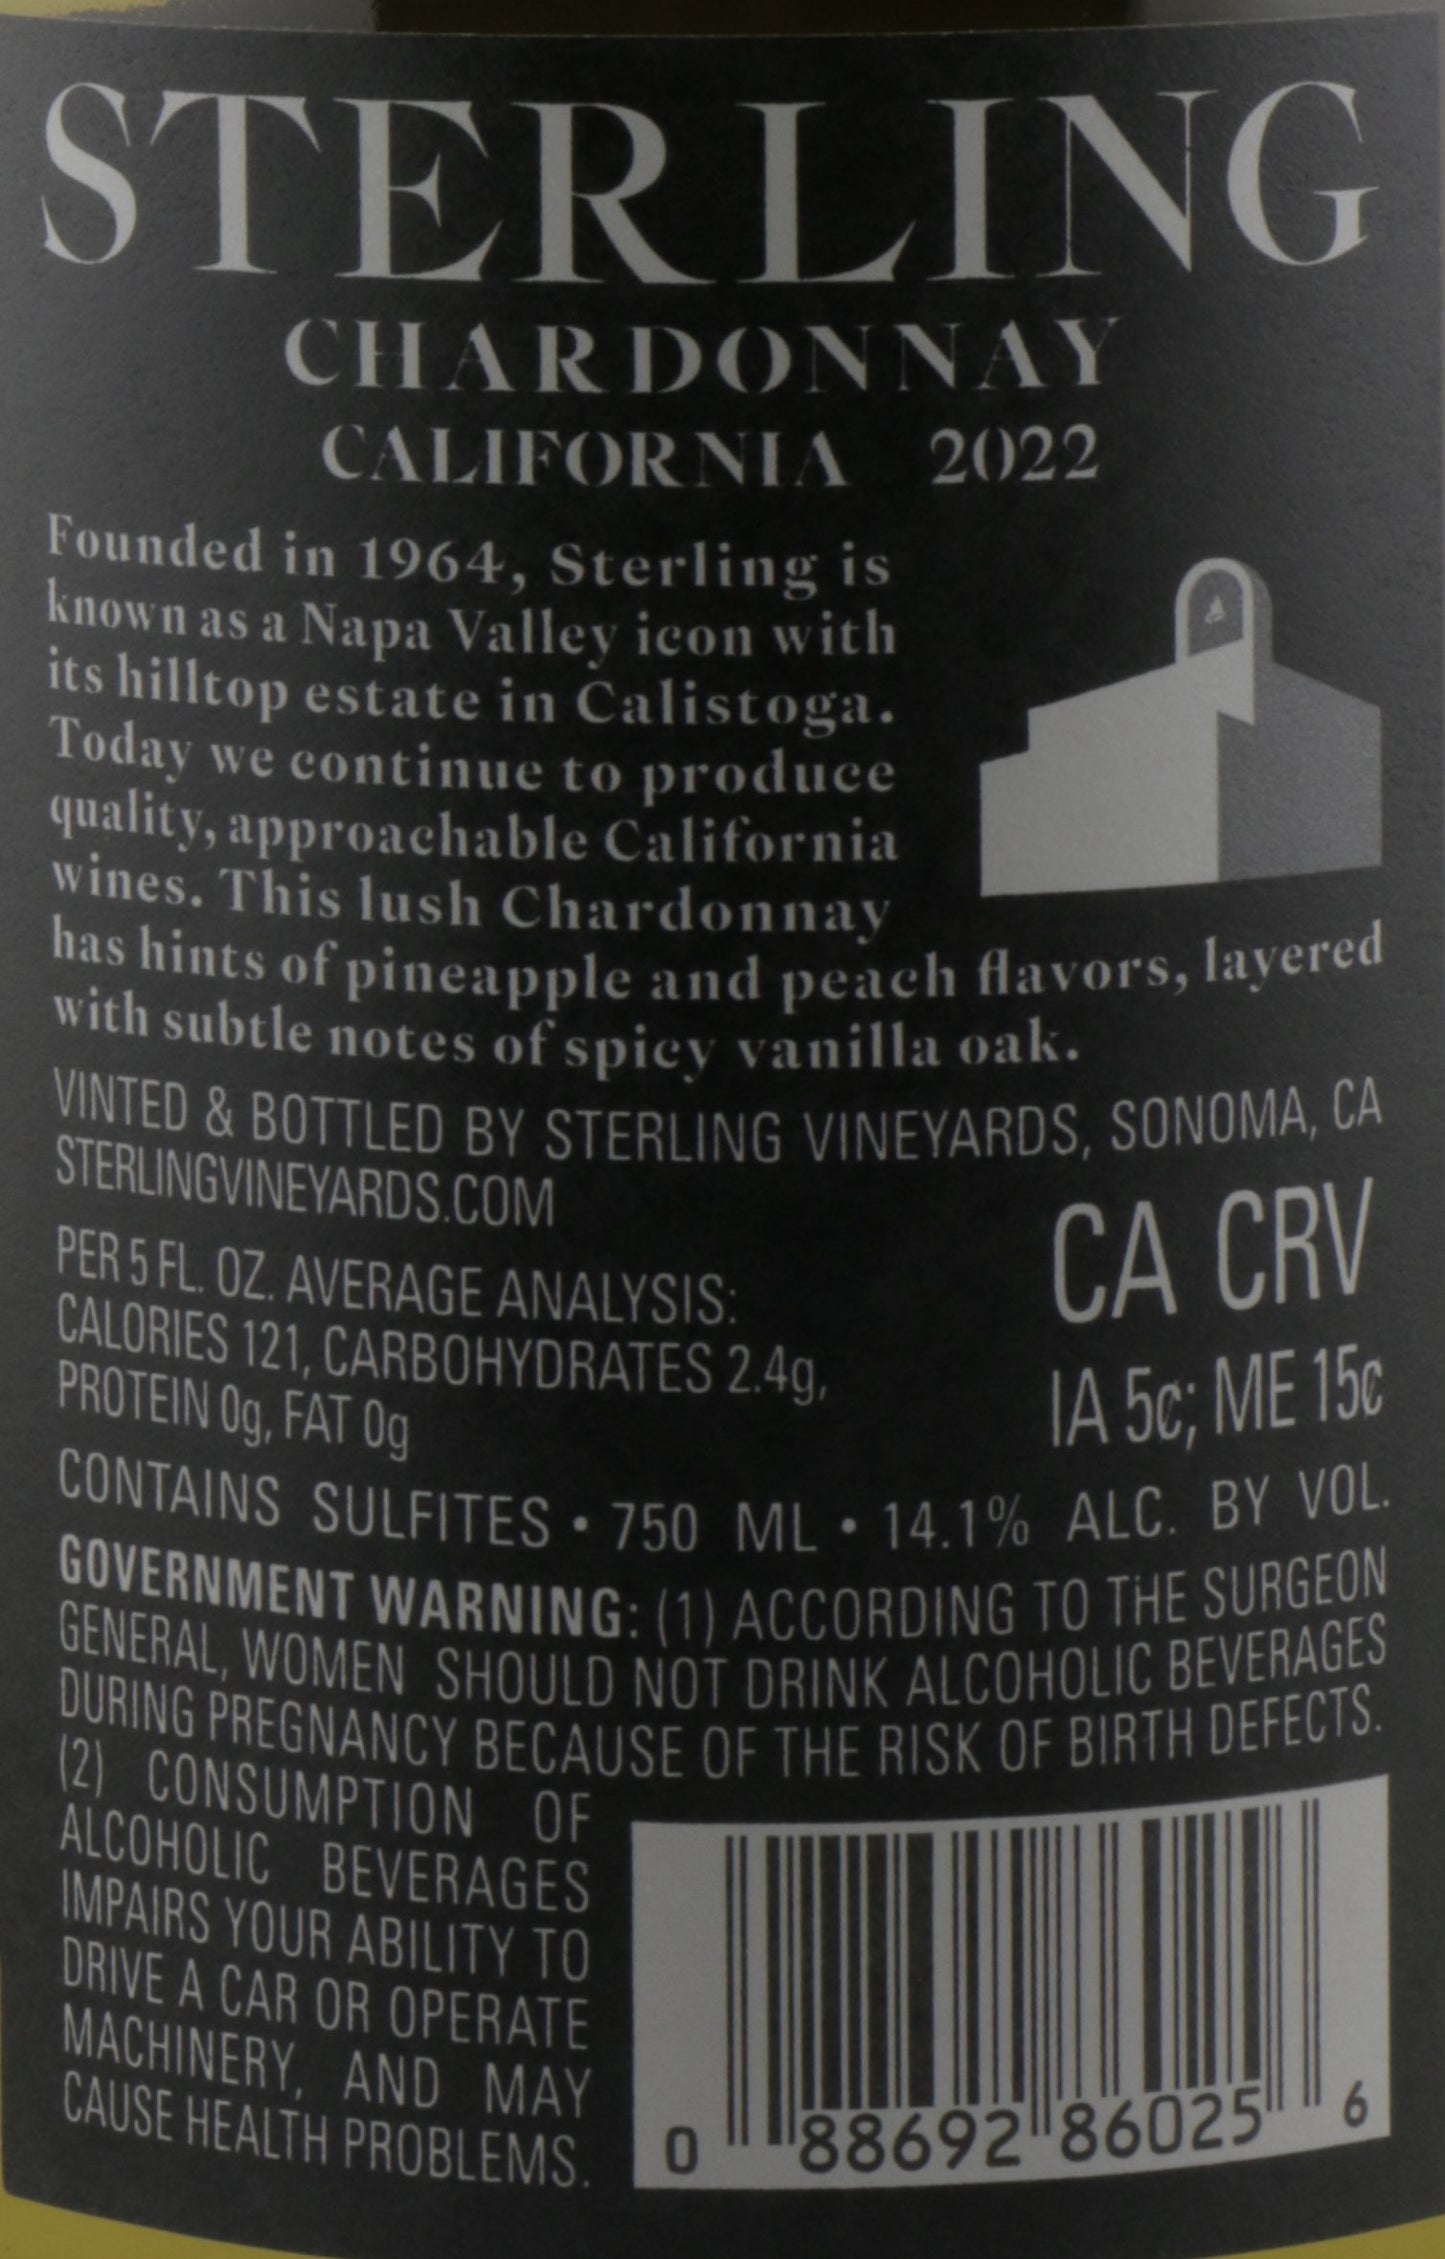 STERLING
CHARDONNAY
CALIFORNIA 2022
Founded in 1964, Sterling is
known as a Napa Valley icon with
its hilltop estate in Calistoga.
Today we continue to produce
quality, approachable California
wines. This lush Chardonnay
has hints of pineapple and peach flavors, layered
with subtle notes of spicy vanilla oak.
VINTED & BOTTLED BY STERLING VINEYARDS, SONOMA, CA
STERLINGVINEYARDS.COM
PER 5 FL. OZ. AVERAGE ANALYSIS:
CALORIES 121, CARBOHYDRATES 2.4g,
PROTEIN 0g, FAT 0g
CA CRV
IA 5¢; ME 15¢
CONTAINS SULFITES • 750 ML • 14.1% ALC. BY VOL.
GOVERNMENT WARNING: (1) ACCORDING TO THE SURGEON
GENERAL, WOMEN SHOULD NOT DRINK ALCOHOLIC BEVERAGES
DURING PREGNANCY BECAUSE OF THE RISK OF BIRTH DEFECTS.
(2) CONSUMPTION OF
ALCOHOLIC BEVERAGES
IMPAIRS YOUR ABILITY TO
DRIVE A CAR OR OPERATE
MACHINERY, AND MAY
CAUSE HEALTH PROBLEMS.
0 88692 86025 6